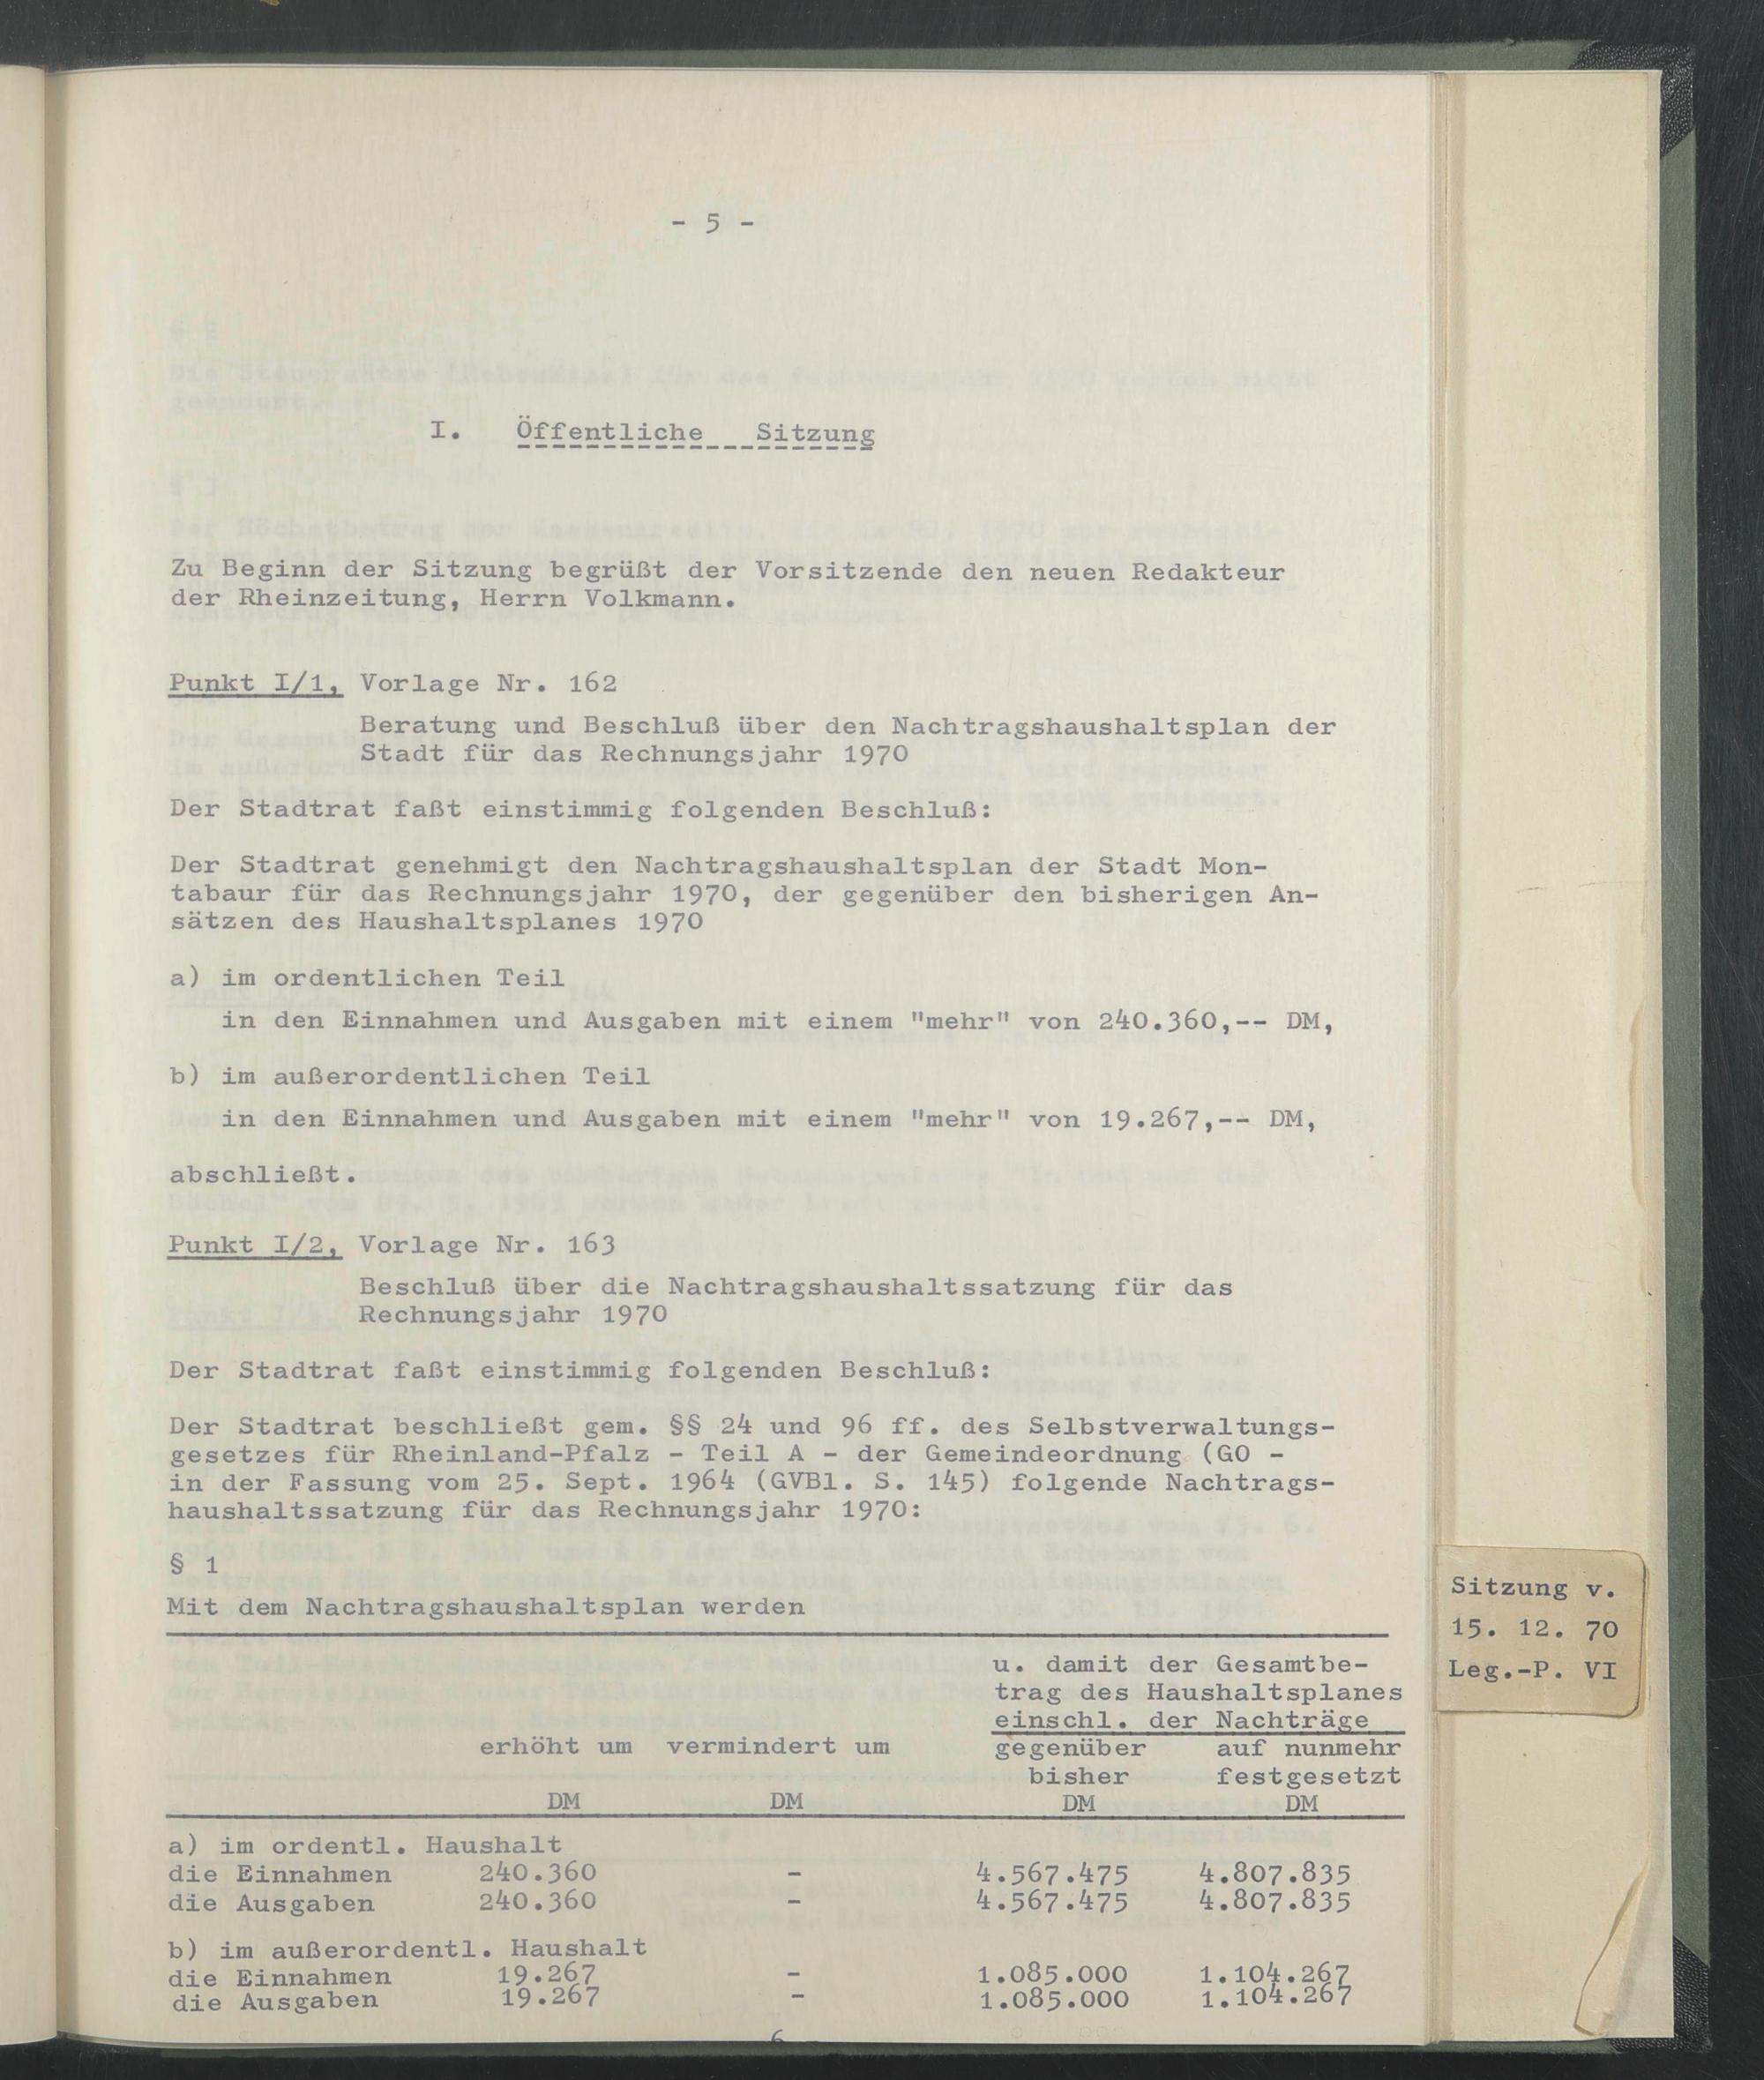 - 5 -
I. Öffentliche Sitzung
Zu Beginn der Sitzung begrüßt der Vorsitzende den neuen Redakteur
der Rheinzeitung, Herrn Volkmann.
Punkt I/1, Vorlage Nr. 162
Beratung und Beschluß über den Nachtragshaushaltsplan der
Stadt für das Rechnungsjahr 1970
Der Stadtrat faßt einstimmig folgenden Beschluß:
Der Stadtrat genehmigt den Nachtragshaushaltsplan der Stadt Mon-
tabaur für das Rechnungsjahr 1970, der gegenüber den bisherigen An-
sätzen des Haushaltsplanes 1970
a) im ordentlichen Teil
in den Einnahmen und Ausgaben mit einem "mehr" von 240.360,-- DM,
b) im außerordentlichen Teil
in den Einnahmen und Ausgaben mit einem "mehr" von 19.267,-- DM,
abschließt.
Punkt I/2, Vorlage Nr. 163
Beschluß über die Nachtragshaushaltssatzung für das
Rechnungsjahr 1970
Der Stadtrat faßt einstimmig folgenden Beschluß:
Der Stadtrat beschließt gem. §§ 24 und 96 ff. des Selbstverwaltungs-
gesetzes für Rheinland-Pfalz - Teil A - der Gemeindeordnung (GO -
in der Fassung vom 25. Sept. 1964 (GVBl. S. 145) folgende Nachtrags-
haushaltssatzung für das Rechnungsjahr 1970:
§ 1
Mit dem Nachtragshaushaltsplan werden
u. damit der Gesamtbe-
trag des Haushaltsplanes
einschl. der Nachträge
erhöht um vermindert um gegenüber auf nunmehr
bisher festgesetzt
DM DM DM DM
a) im ordentl. Haushalt
die Einnahmen 240.360 - 4.567.475 4.807.835
die Ausgaben 240.360 - 4.567.475 4.807.835
b) im außerordentl. Haushalt
die Einnahmen 19.267 - 1.085.000 1.104.267
die Ausgaben 19.267 - 1.085.000 1.104.267
Sitzung v.
15. 12. 70
Leg.-P. VI